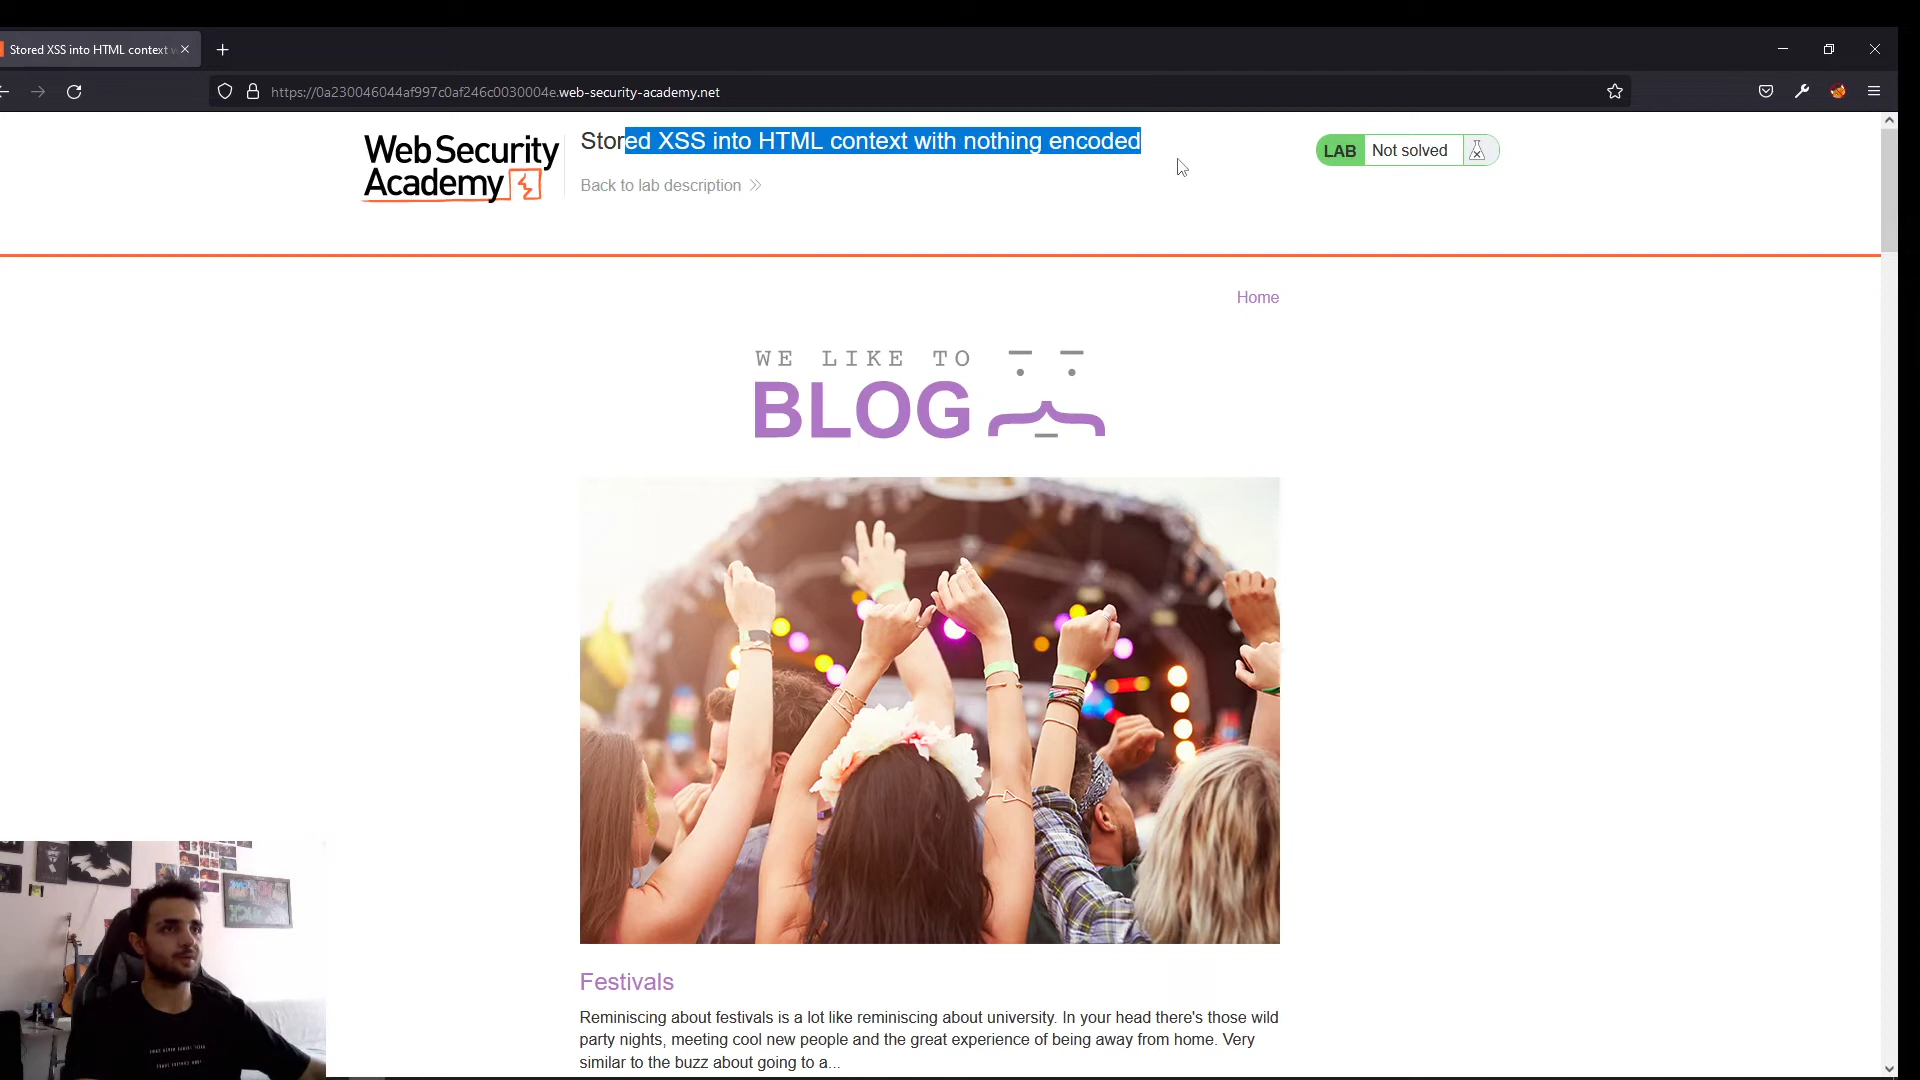 Stored XSS into HTML context w
https://0a230046044af997c0af246c0030004e.web-security-academy.net
Web Security
Academy
Stored XSS into HTML context with nothing encoded
Back to lab description
LAB
Not solved
Home
WE LIKE TO
BLOG
Festivals
Reminiscing about festivals is a lot like reminiscing about university. In your head there's those wild
party nights, meeting cool new people and the great experience of being away from home. Very
similar to the buzz about going to a...